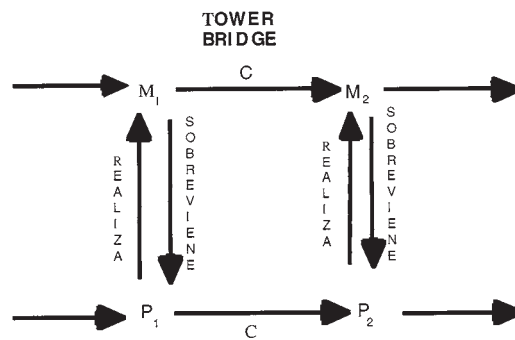 TOWER
BRIDGE
C
M1
M2
REALIZA
SOBREVIENE
REALIZA
SOBREVIENE
P1
P2
C